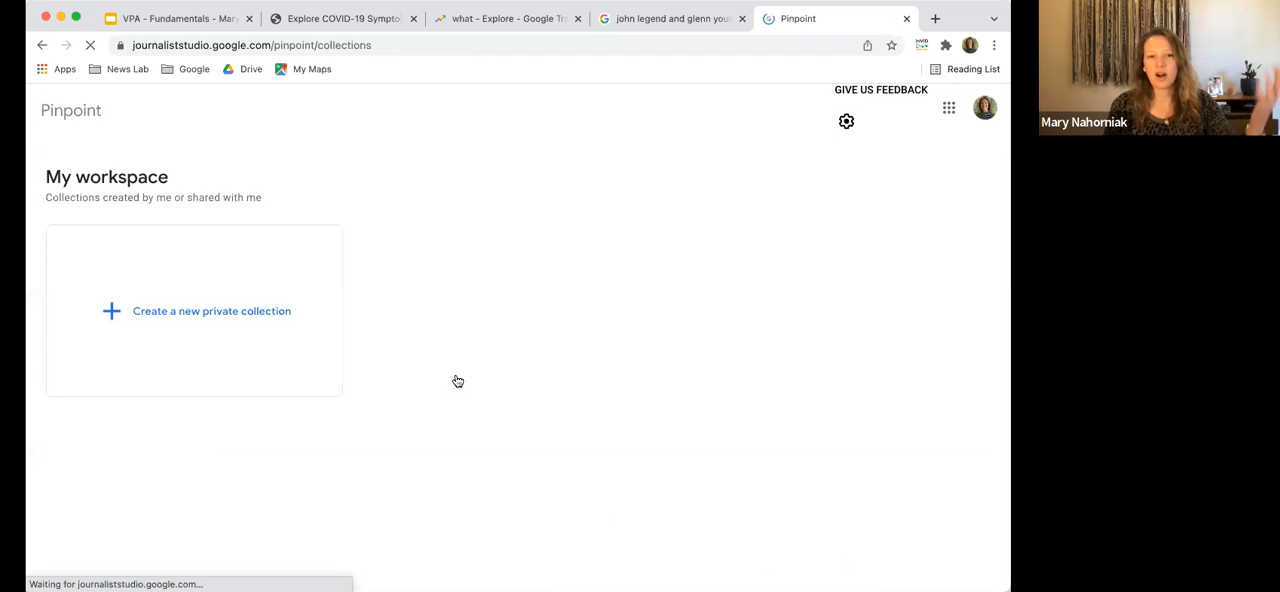 VPA - Fundamentals - Mar
Explore COVID-19 Sympto
what - Explore - Google Tr
john legend and glenn you
Pinpoint
journaliststudio.google.com/pinpoint/collections
Apps
News Lab
Google
Drive
My Maps
Reading List
GIVE US FEEDBACK
Pinpoint
Mary Nahorniak
My workspace
Collections created by me or shared with me
Create a new private collection
Waiting for journaliststudio.google.com...